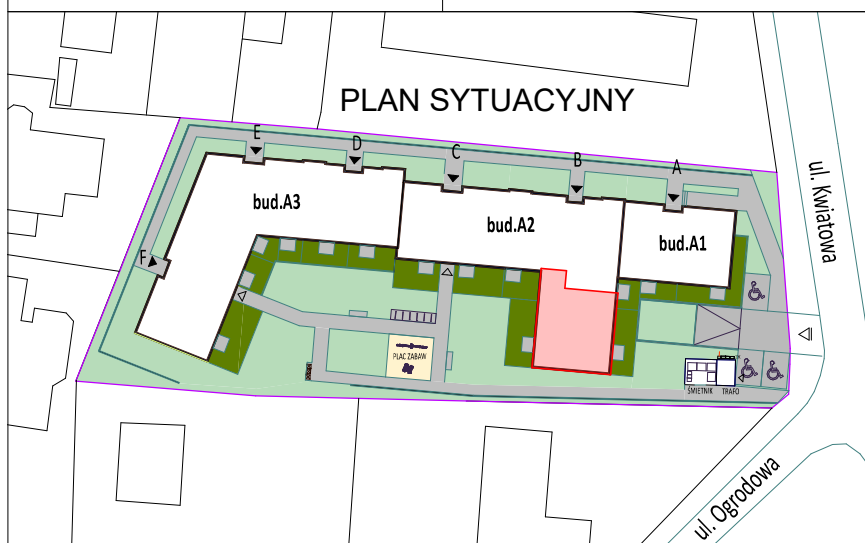 PLAN SYTUACYJNY
E
D
C
B
A
ul. Kwiatowa
bud.A3
bud.A2
bud.A1
F
PLAC ZABAW
ŚMIETNIK
TRAFO
ul. Ogrodowa